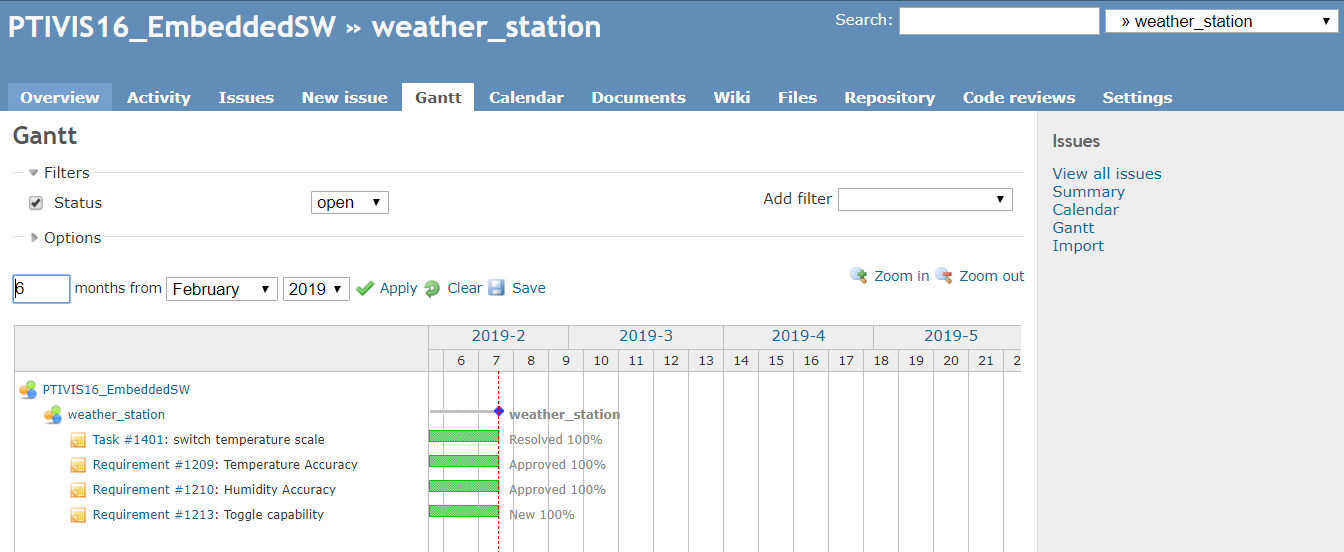 PTIVIS16_EmbeddedSW » weather_station
Search:
» weather_station
Overview Activity Issues New issue Gantt Calendar Documents Wiki Files Repository Code reviews Settings
Gantt
Filters
Status open Add filter
Options
6 months from February 2019 Apply Clear Save
Zoom in Zoom out
2019-2 2019-3 2019-4 2019-5
6 7 8 9 10 11 12 13 14 15 16 17 18 19 20 21
PTIVIS16_EmbeddedSW
weather_station weather_station
Task #1401: switch temperature scale Resolved 100%
Requirement #1209: Temperature Accuracy Approved 100%
Requirement #1210: Humidity Accuracy Approved 100%
Requirement #1213: Toggle capability New 100%
Issues
View all issues
Summary
Calendar
Gantt
Import